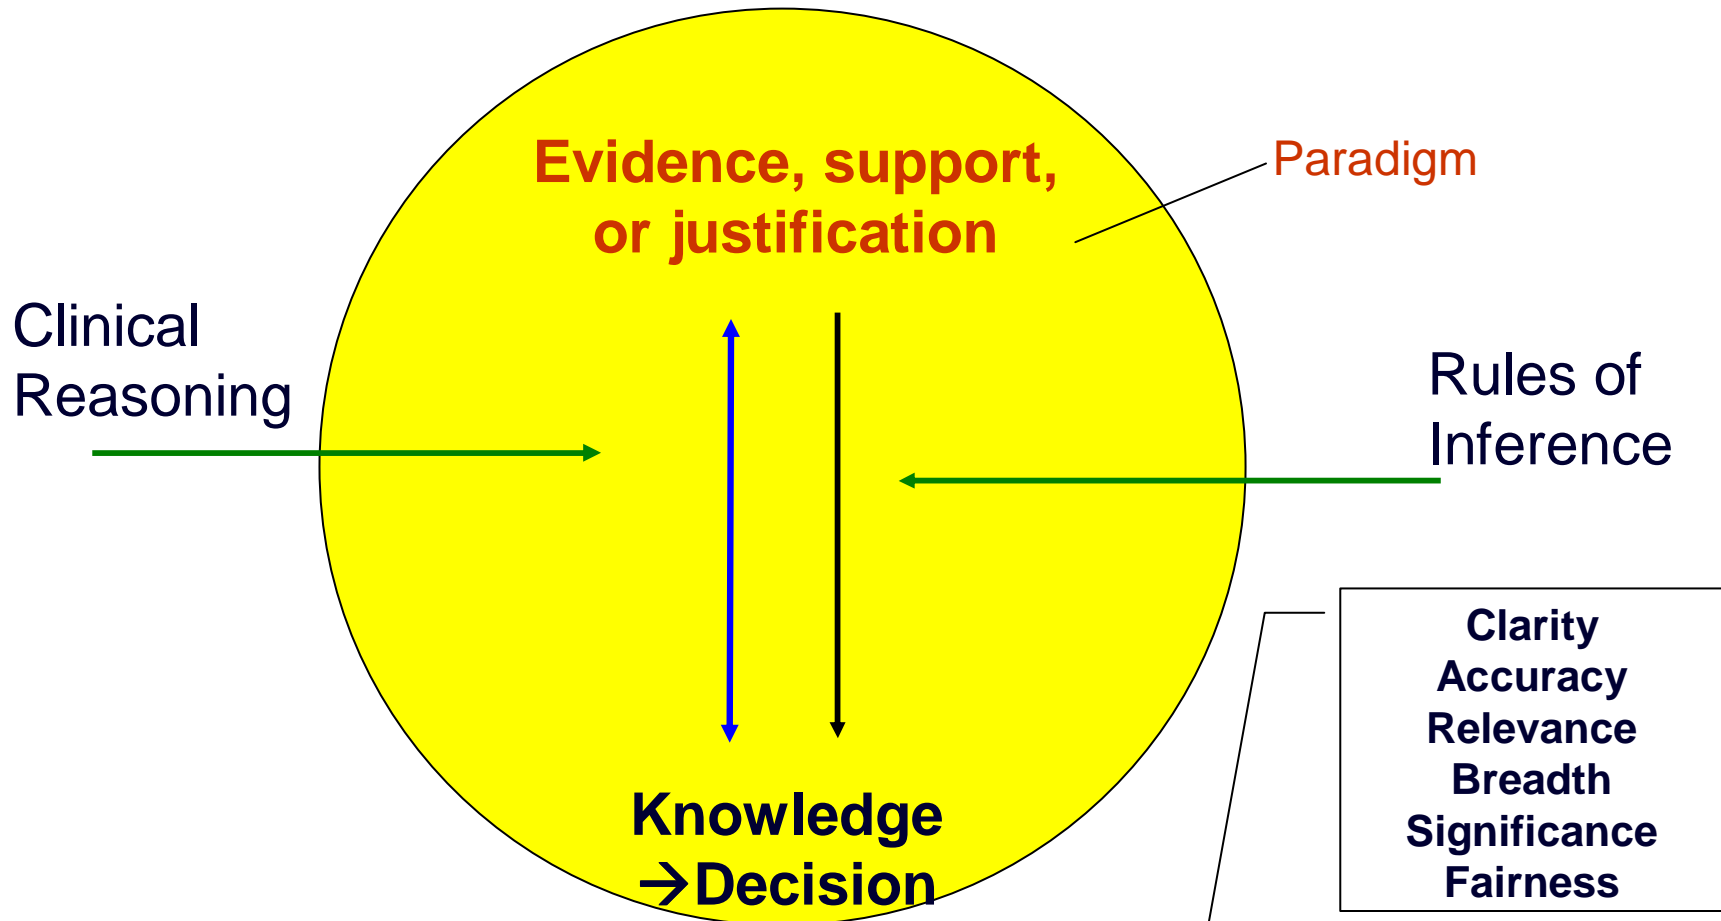 Evidence, support,
or justification
Paradigm
Clinical
Reasoning
Rules of
Inference
Clarity
Accuracy
Relevance
Breadth
Significance
Fairness
Knowledge
→Decision